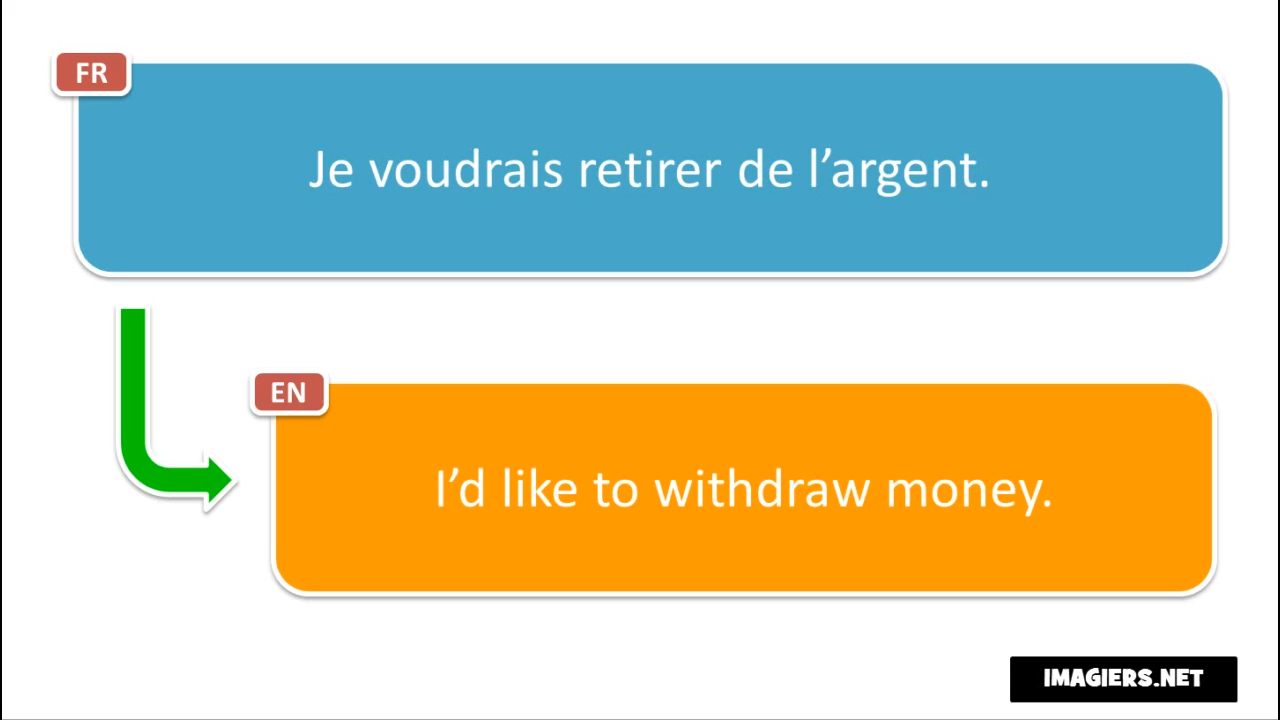 FR
Je voudrais retirer de l’argent.
EN
I’d like to withdraw money.
IMAGIERS.NET